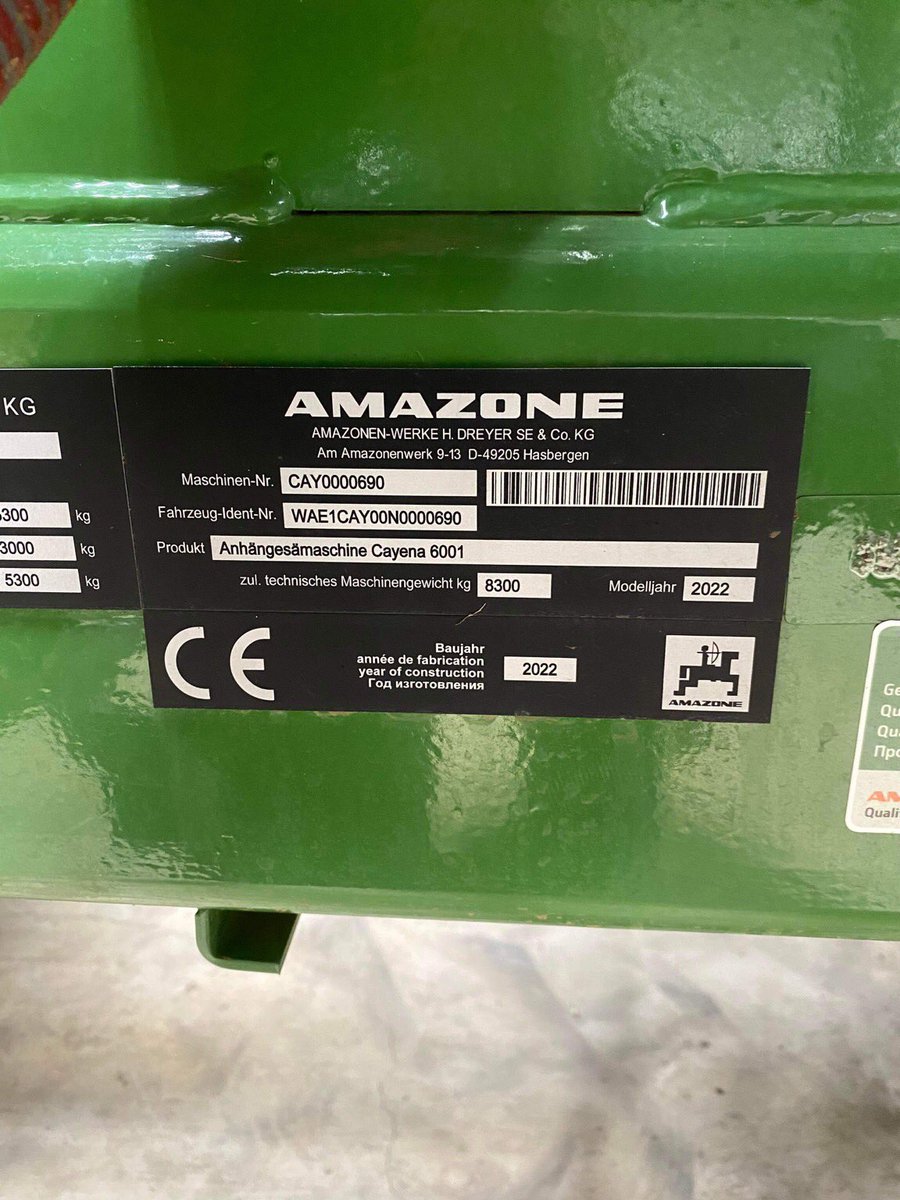 KG
kg
3000 kg
5300 kg
AMAZONE
AMAZONEN-WERKE H. DREYER SE & Co. KG
Am Amazonenwerk 9-13 D-49205 Hasbergen
Maschinen-Nr. CAY0000690
Fahrzeug-Ident-Nr. WAE1CAY00N0000690
Produkt Anhängesämaschine Cayena 6001
zul. technisches Maschinengewicht kg 8300 Modelljahr 2022
CE
Baujahr
année de fabrication
year of construction 2022
Год изготовления
AMAZONE